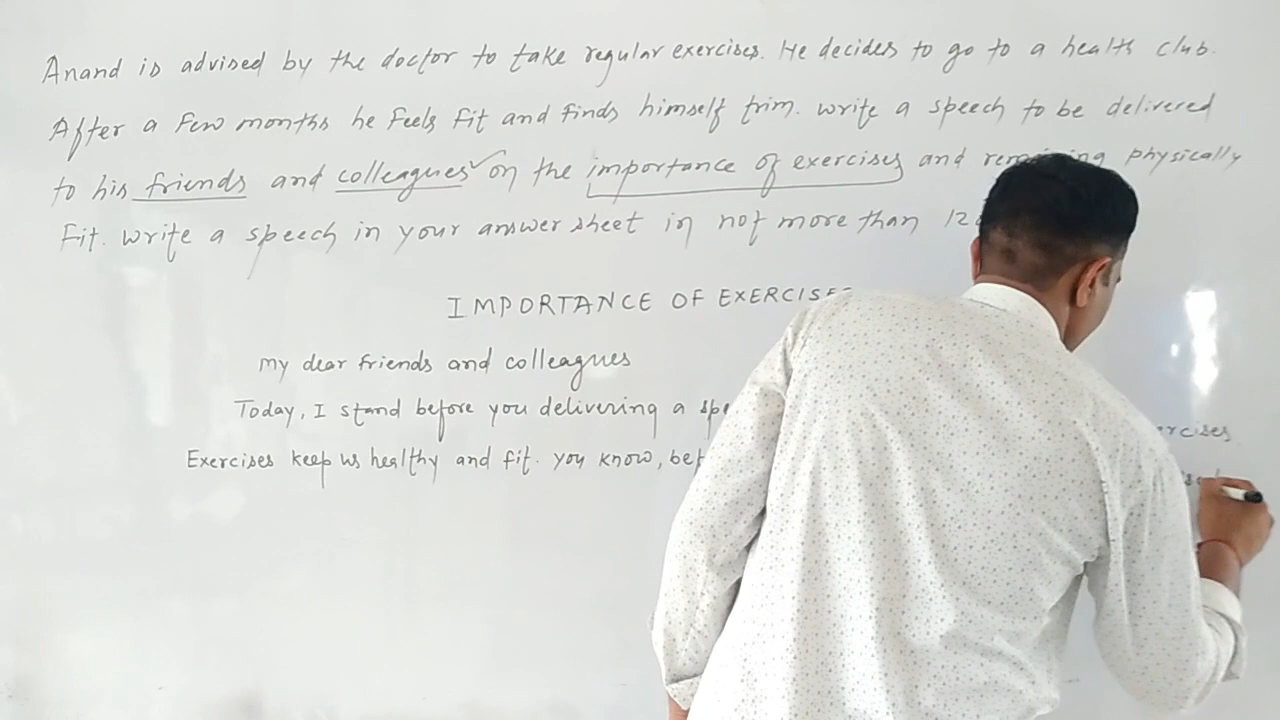 Anand is advised by the doctor to take regular exercises. He decides to go to a health club.
After a few months he feels fit and finds himself trim. write a speech to be delivered
to his friends and colleagues on the importance of exercises and physically
Fit. write a speech in your answer sheet in not more than
IMPORTANCE OF EXERCISES
My dear friends and colleagues
Today, I stand before you delivering a
Exercises keep us healthy and fit. you know,